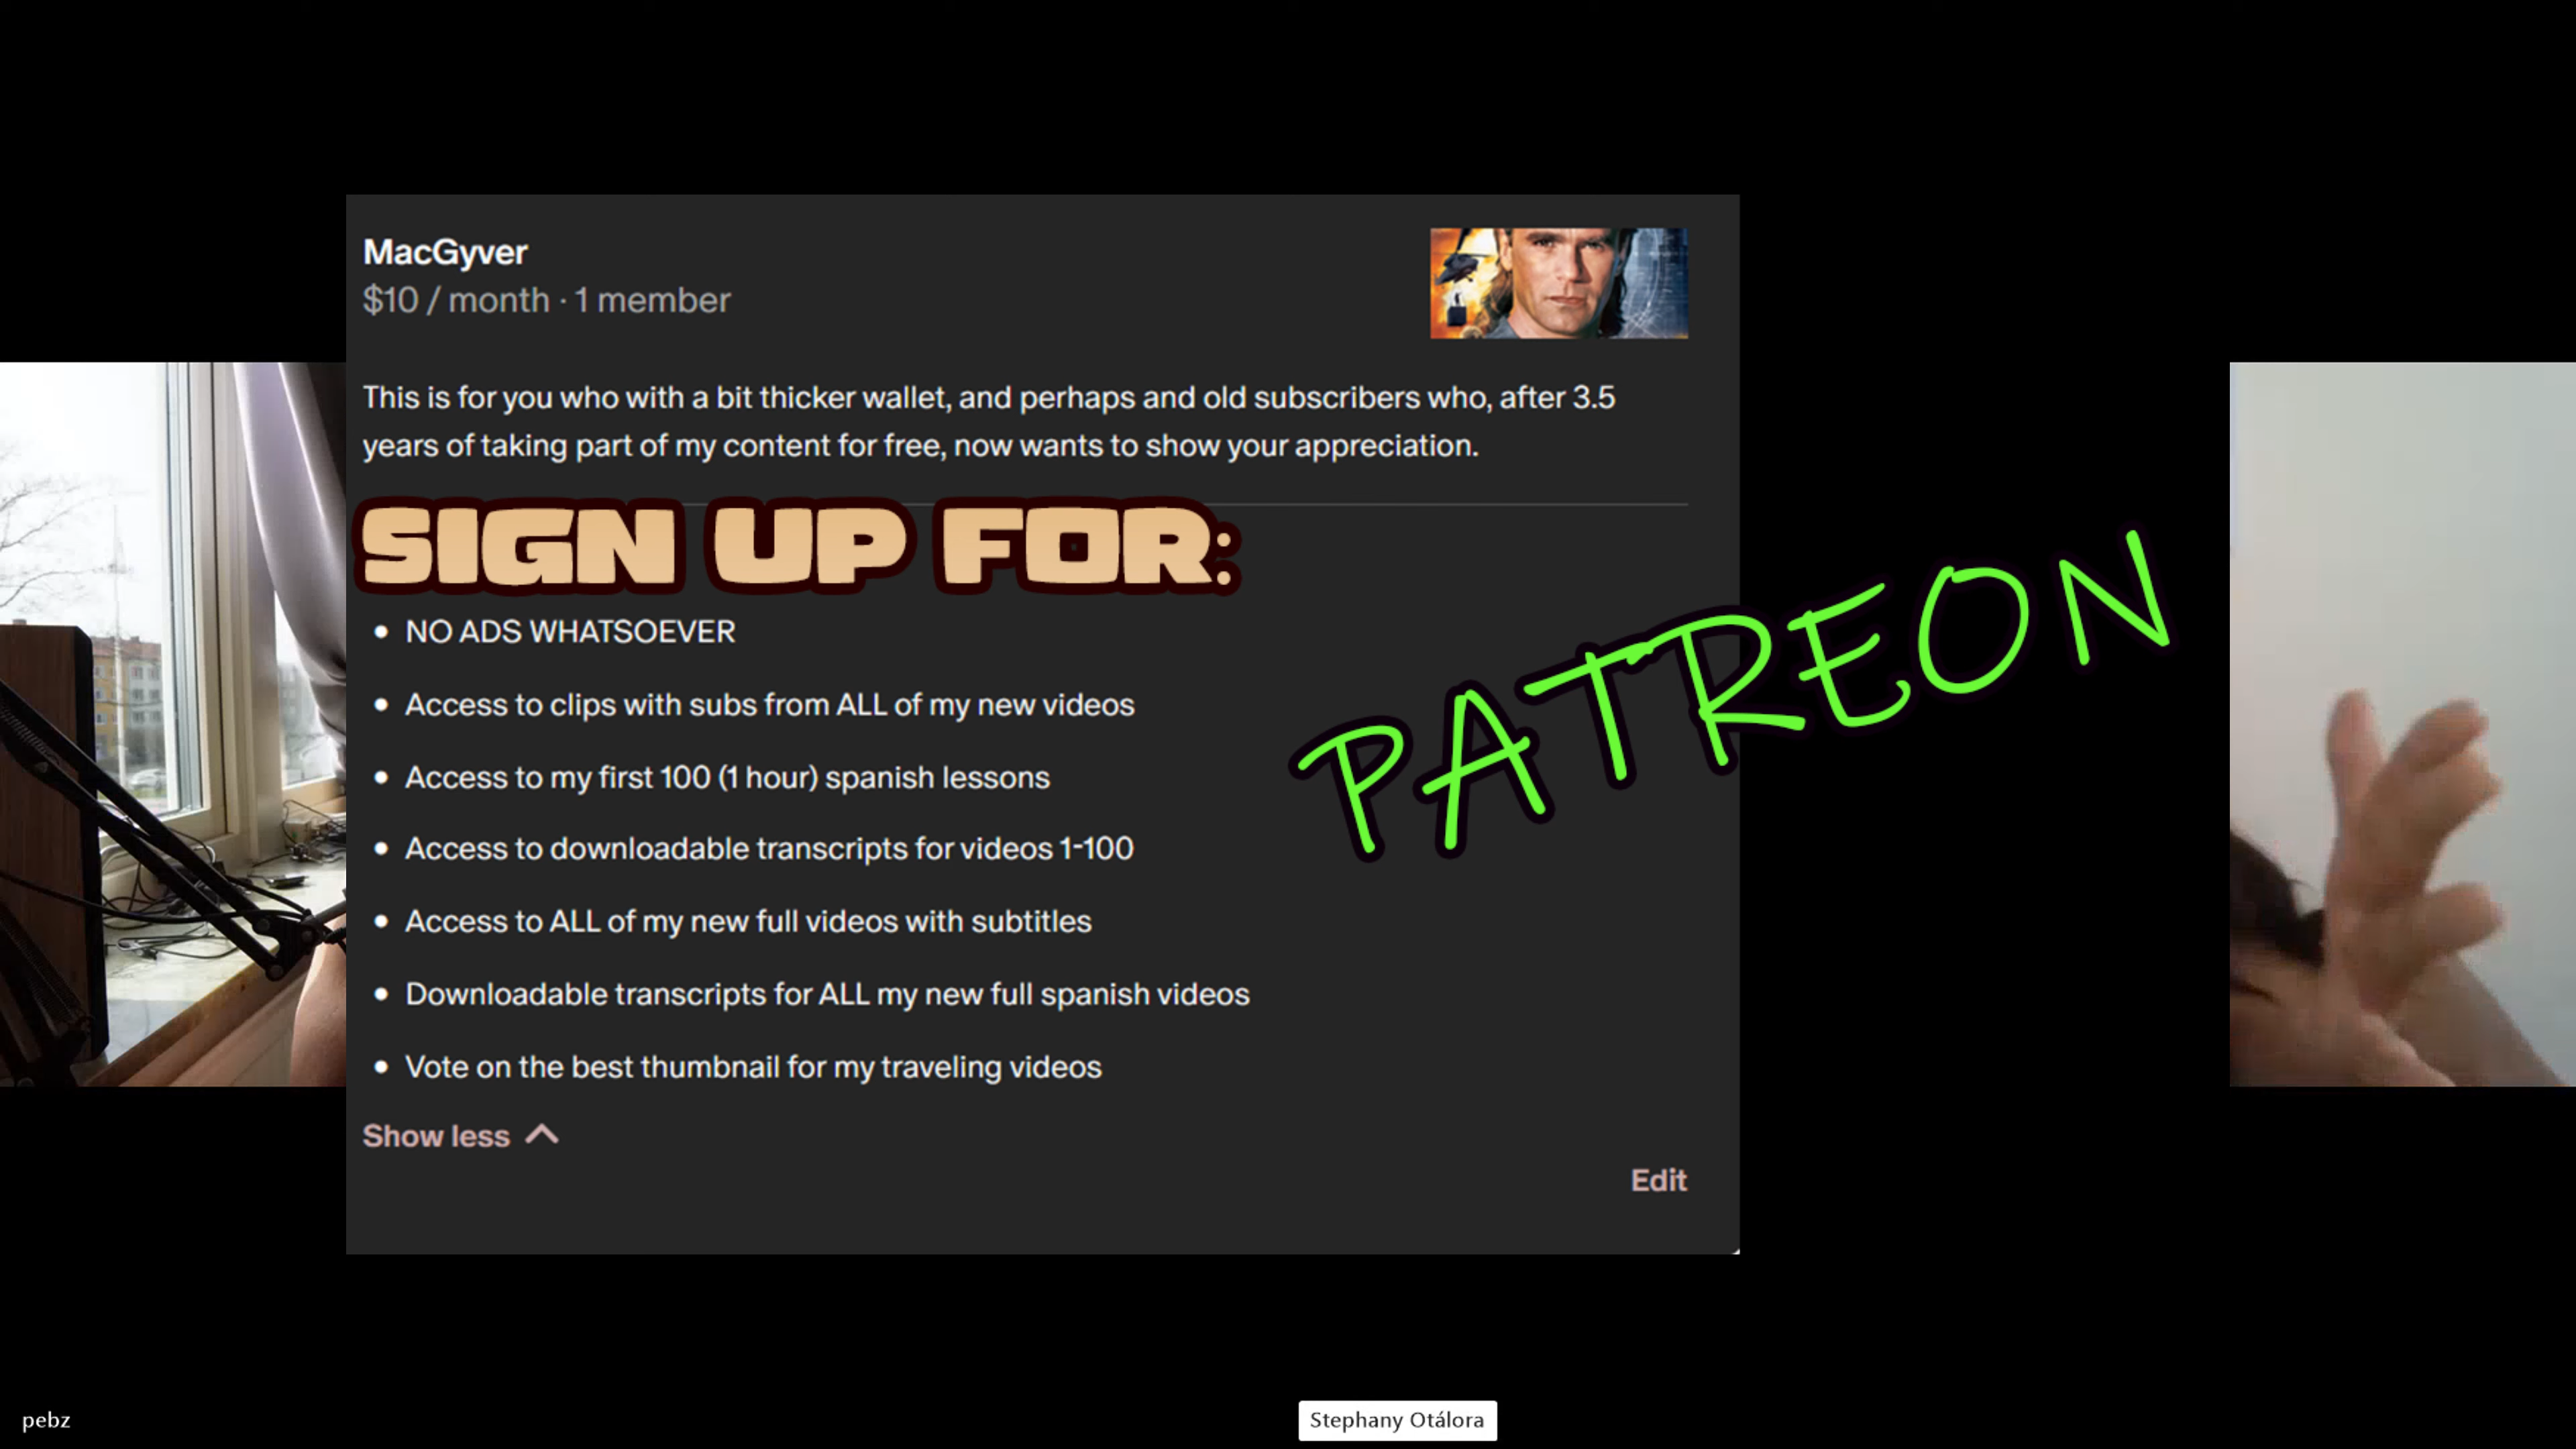 MacGyver
$10 / month · 1 member
This is for you who with a bit thicker wallet, and perhaps and old subscribers who, after 3.5
years of taking part of my content for free, now wants to show your appreciation.
SIGN UP FOR:
• NO ADS WHATSOEVER
• Access to clips with subs from ALL of my new videos
• Access to my first 100 (1 hour) spanish lessons
PATREON
• Access to downloadable transcripts for videos 1-100
• Access to ALL of my new full videos with subtitles
• Downloadable transcripts for ALL my new full spanish videos
• Vote on the best thumbnail for my traveling videos
Show less
Edit
pebz
Stephany Otálora